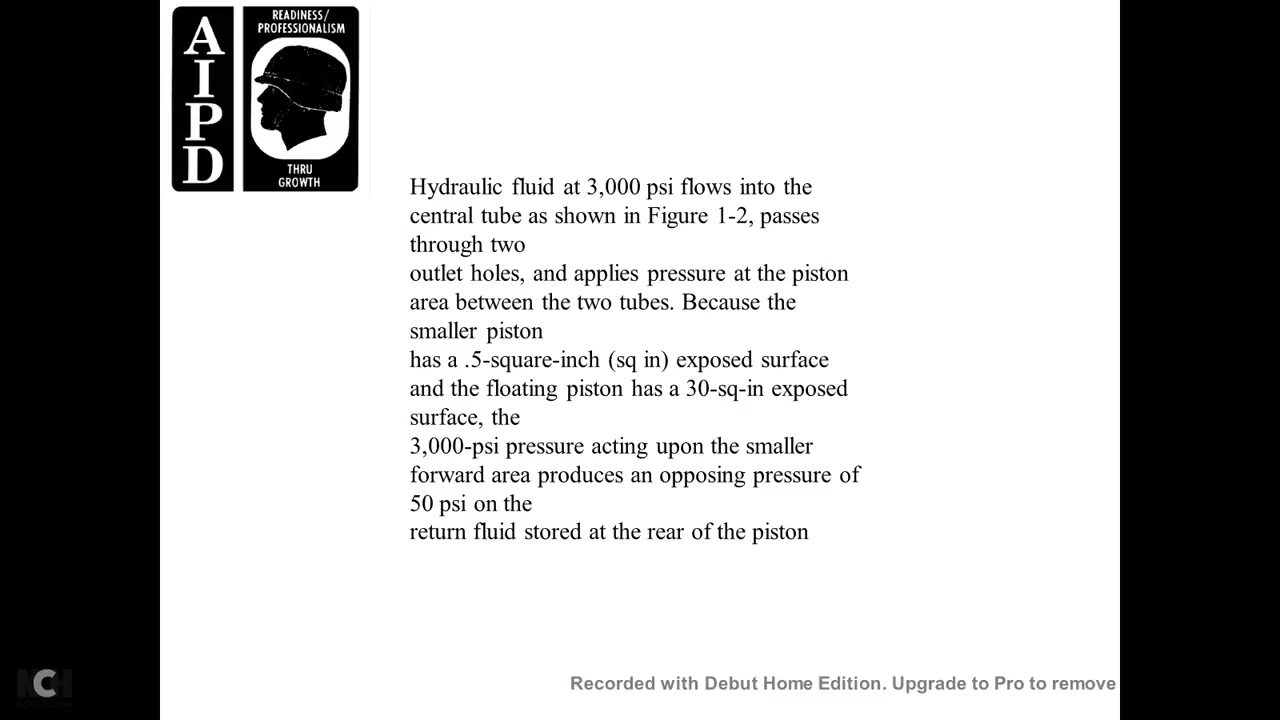 A
I
P
D
READINESS/
PROFESSIONALISM
THRU
GROWTH
Hydraulic fluid at 3,000 psi flows into the
central tube as shown in Figure 1-2, passes
through two
outlet holes, and applies pressure at the piston
area between the two tubes. Because the
smaller piston
has a .5-square-inch (sq in) exposed surface
and the floating piston has a 30-sq-in exposed
surface, the
3,000-psi pressure acting upon the smaller
forward area produces an opposing pressure of
50 psi on the
return fluid stored at the rear of the piston
Recorded with Debut Home Edition. Upgrade to Pro to remove